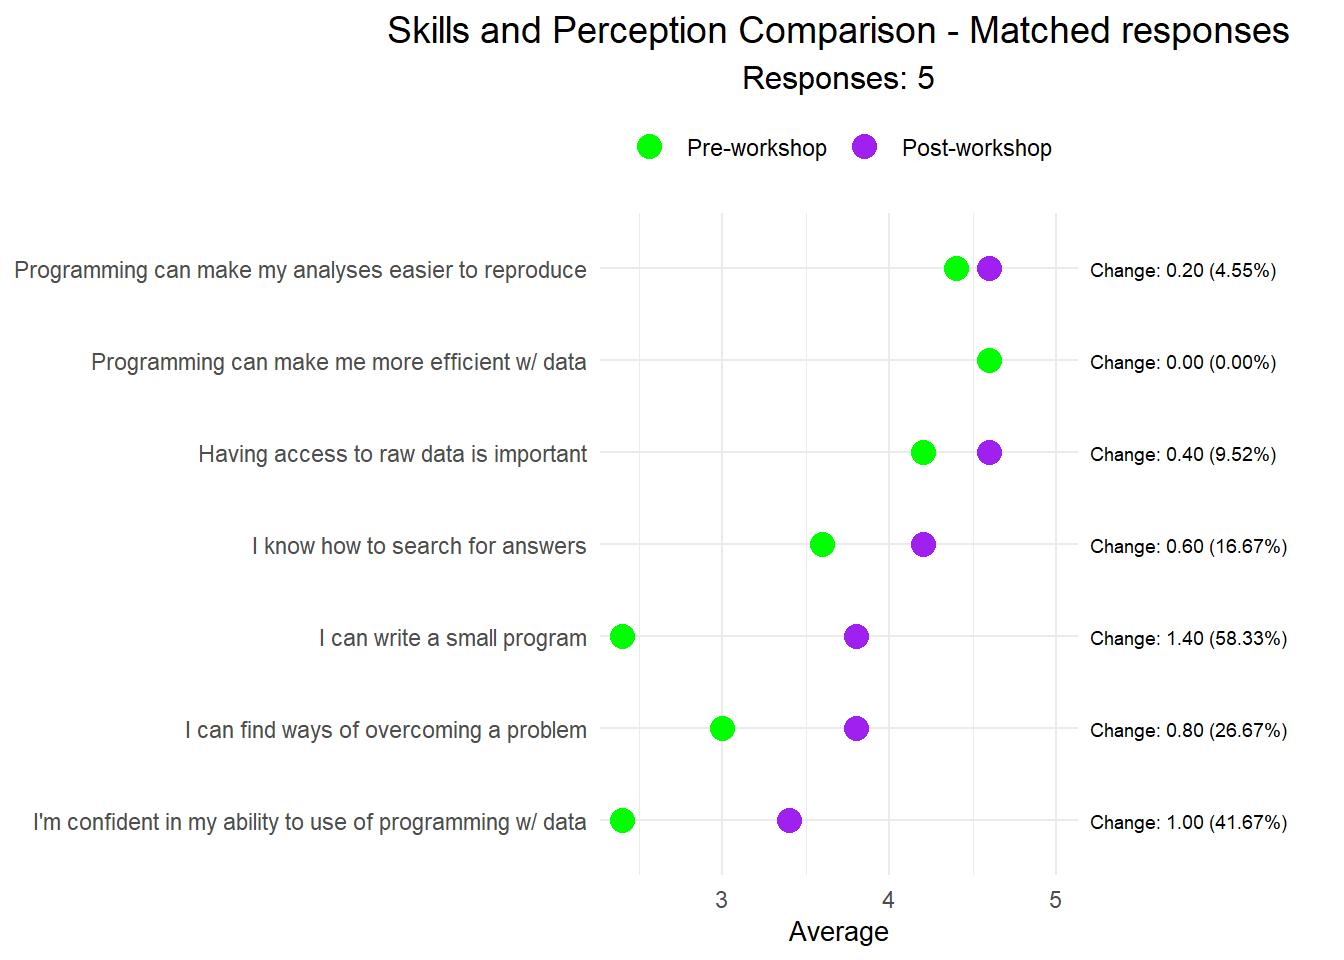 Skills and Perception Comparison - Matched responses
Responses: 5
Pre-workshop Post-workshop
Programming can make my analyses easier to reproduce Change: 0.20 (4.55%)
Programming can make me more efficient w/ data Change: 0.00 (0.00%)
Having access to raw data is important Change: 0.40 (9.52%)
I know how to search for answers Change: 0.60 (16.67%)
I can write a small program Change: 1.40 (58.33%)
I can find ways of overcoming a problem Change: 0.80 (26.67%)
I'm confident in my ability to use of programming w/ data Change: 1.00 (41.67%)
3 4 5
Average